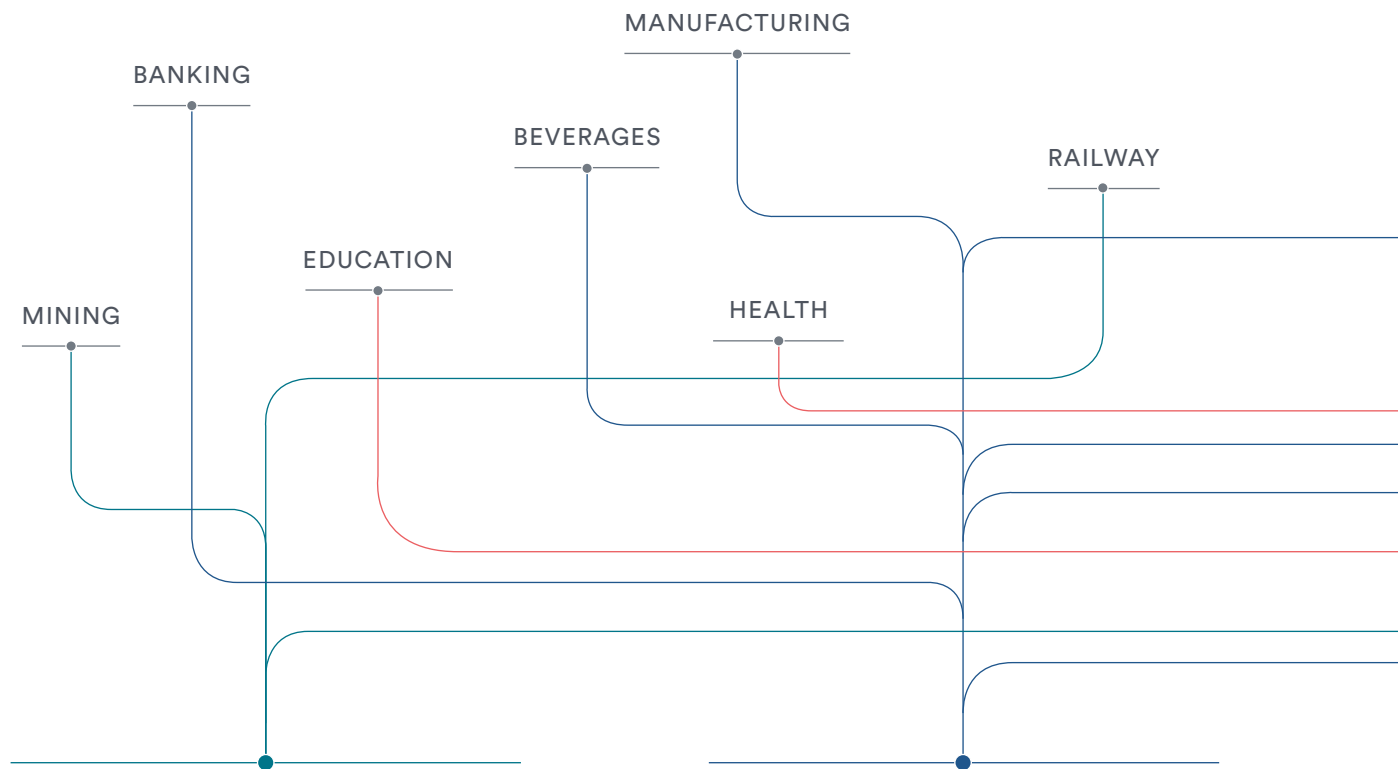 MANUFACTURING
BANKING
BEVERAGES
RAILWAY
EDUCATION
HEALTH
MINING